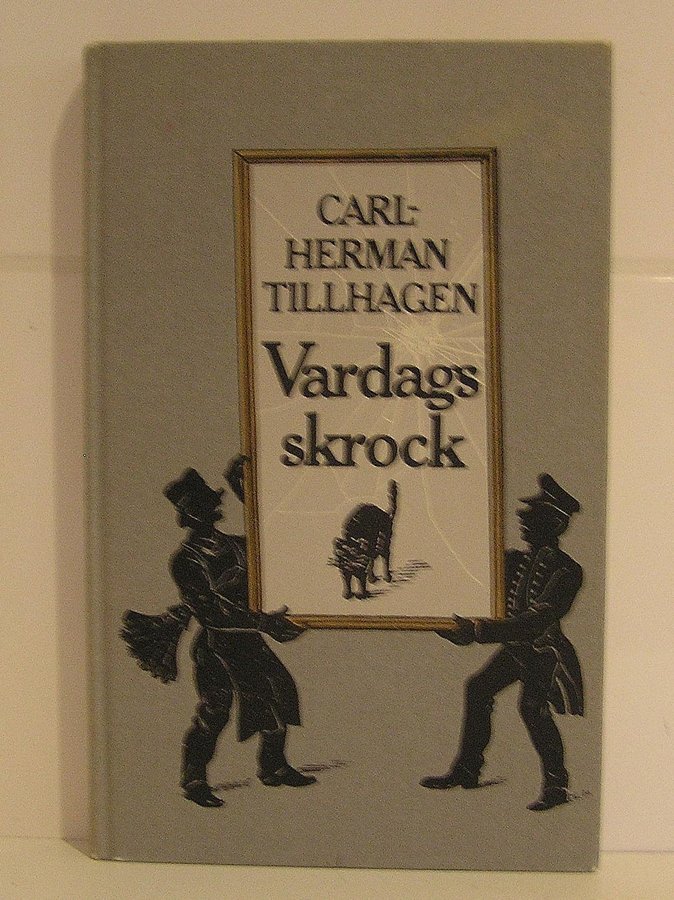 CARL-
HERMAN
TILLHAGEN
Vardags
skrock